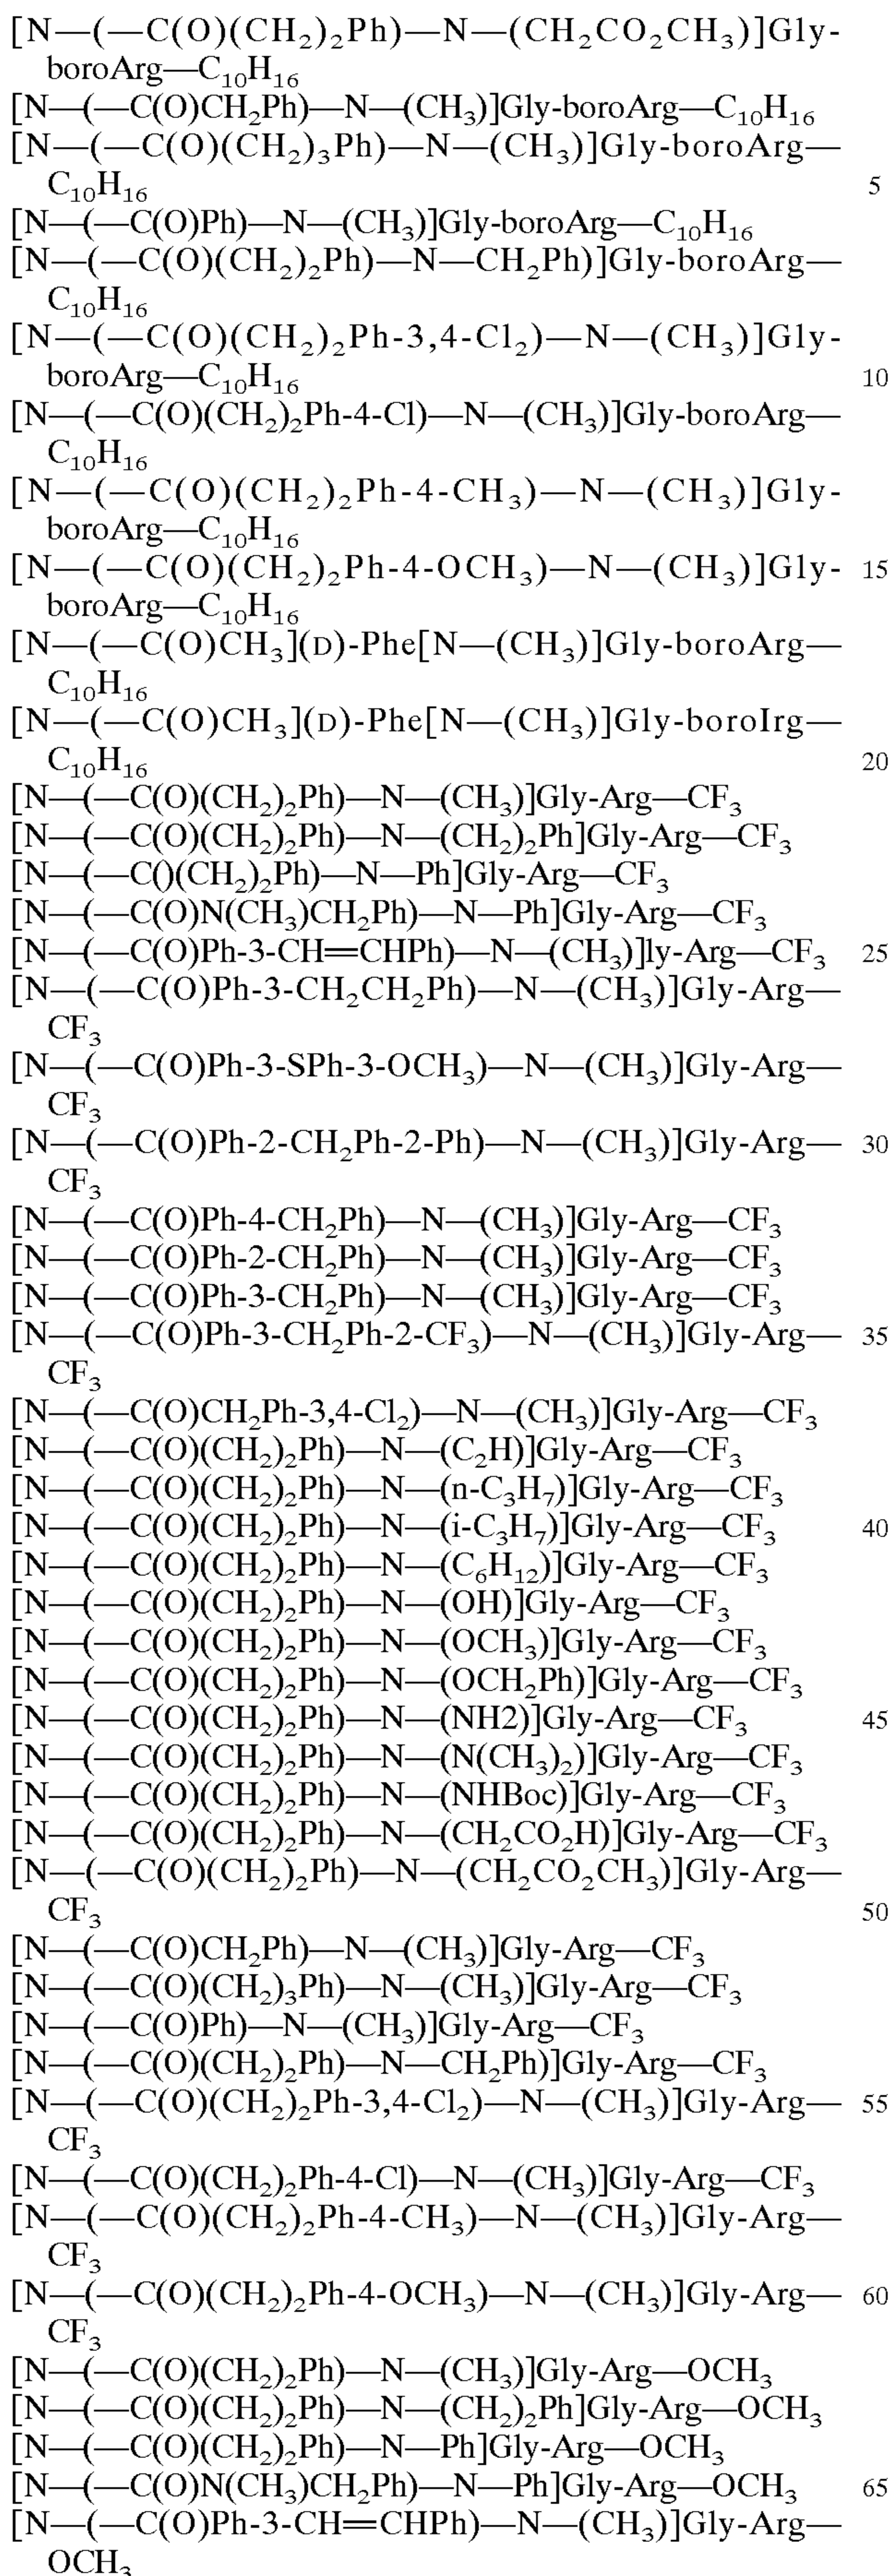 [N—(—C(O)(CH₂)₂Ph)—N—(CH₂CO₂CH₃)]Gly-
boroArg—C₁₀H₁₆
[N—(—C(O)CH₂Ph)—N—(CH₃)]Gly-boroArg—C₁₀H₁₆
[N—(—C(O)(CH₂)₃Ph)—N—(CH₃)]Gly-boroArg—
C₁₀H₁₆ 5
[N—(—C(O)Ph)—N—(CH₃)]Gly-boroArg—C₁₀H₁₆
[N—(—C(O)(CH₂)₂Ph)—N—CH₂Ph)]Gly-boroArg—
C₁₀H₁₆
[N—(—C(O)(CH₂)₂Ph-3,4-Cl₂)—N—(CH₃)]Gly-
boroArg—C₁₀H₁₆ 10
[N—(—C(O)(CH₂)₂Ph-4-Cl)—N—(CH₃)]Gly-boroArg—
C₁₀H₁₆
[N—(—C(O)(CH₂)₂Ph-4-CH₃)—N—(CH₃)]Gly-
boroArg—C₁₀H₁₆
[N—(—C(O)(CH₂)₂Ph-4-OCH₃)—N—(CH₃)]Gly- 15
boroArg—C₁₀H₁₆
[N—(—C(O)CH₃](D)-Phe[N—(CH₃)]Gly-boroArg—
C₁₀H₁₆
[N—(—C(O)CH₃](D)-Phe[N—(CH₃)]Gly-boroIrg—
C₁₀H₁₆ 20
[N—(—C(O)(CH₂)₂Ph)—N—(CH₃)]Gly-Arg—CF₃
[N—(—C(O)(CH₂)₂Ph)—N—(CH₂)₂Ph]Gly-Arg—CF₃
[N—(—C()(CH₂)₂Ph)—N—Ph]Gly-Arg—CF₃
[N—(—C(O)N(CH₃)CH₂Ph)—N—Ph]Gly-Arg—CF₃
[N—(—C(O)Ph-3-CH═CHPh)—N—(CH₃)]ly-Arg—CF₃ 25
[N—(—C(O)Ph-3-CH₂CH₂Ph)—N—(CH₃)]Gly-Arg—
CF₃
[N—(—C(O)Ph-3-SPh-3-OCH₃)—N—(CH₃)]Gly-Arg—
CF₃
[N—(—C(O)Ph-2-CH₂Ph-2-Ph)—N—(CH₃)]Gly-Arg— 30
CF₃
[N—(—C(O)Ph-4-CH₂Ph)—N—(CH₃)]Gly-Arg—CF₃
[N—(—C(O)Ph-2-CH₂Ph)—N—(CH₃)]Gly-Arg—CF₃
[N—(—C(O)Ph-3-CH₂Ph)—N—(CH₃)]Gly-Arg—CF₃
[N—(—C(O)Ph-3-CH₂Ph-2-CF₃)—N—(CH₃)]Gly-Arg— 35
CF₃
[N—(—C(O)CH₂Ph-3,4-Cl₂)—N—(CH₃)]Gly-Arg—CF₃
[N—(—C(O)(CH₂)₂Ph)—N—(C₂H)]Gly-Arg—CF₃
[N—(—C(O)(CH₂)₂Ph)—N—(n-C₃H₇)]Gly-Arg—CF₃
[N—(—C(O)(CH₂)₂Ph)—N—(i-C₃H₇)]Gly-Arg—CF₃ 40
[N—(—C(O)(CH₂)₂Ph)—N—(C₆H₁₂)]Gly-Arg—CF₃
[N—(—C(O)(CH₂)₂Ph)—N—(OH)]Gly-Arg—CF₃
[N—(—C(O)(CH₂)₂Ph)—N—(OCH₃)]Gly-Arg—CF₃
[N—(—C(O)(CH₂)₂Ph)—N—(OCH₂Ph)]Gly-Arg—CF₃
[N—(—C(O)(CH₂)₂Ph)—N—(NH2)]Gly-Arg—CF₃ 45
[N—(—C(O)(CH₂)₂Ph)—N—(N(CH₃)₂)]Gly-Arg—CF₃
[N—(—C(O)(CH₂)₂Ph)—N—(NHBoc)]Gly-Arg—CF₃
[N—(—C(O)(CH₂)₂Ph)—N—(CH₂CO₂H)]Gly-Arg—CF₃
[N—(—C(O)(CH₂)₂Ph)—N—(CH₂CO₂CH₃)]Gly-Arg—
CF₃ 50
[N—(—C(O)CH₂Ph)—N—(CH₃)]Gly-Arg—CF₃
[N—(—C(O)(CH₂)₃Ph)—N—(CH₃)]Gly-Arg—CF₃
[N—(—C(O)Ph)—N—(CH₃)]Gly-Arg—CF₃
[N—(—C(O)(CH₂)₂Ph)—N—CH₂Ph)]Gly-Arg—CF₃
[N—(—C(O)(CH₂)₂Ph-3,4-Cl₂)—N—(CH₃)]Gly-Arg— 55
CF₃
[N—(—C(O)(CH₂)₂Ph-4-Cl)—N—(CH₃)]Gly-Arg—CF₃
[N—(—C(O)(CH₂)₂Ph-4-CH₃)—N—(CH₃)]Gly-Arg—
CF₃
[N—(—C(O)(CH₂)₂Ph-4-OCH₃)—N—(CH₃)]Gly-Arg— 60
CF₃
[N—(—C(O)(CH₂)₂Ph)—N—(CH₃)]Gly-Arg—OCH₃
[N—(—C(O)(CH₂)₂Ph)—N—(CH₂)₂Ph]Gly-Arg—OCH₃
[N—(—C(O)(CH₂)₂Ph)—N—Ph]Gly-Arg—OCH₃
[N—(—C(O)N(CH₃)CH₂Ph)—N—Ph]Gly-Arg—OCH₃ 65
[N—(—C(O)Ph-3-CH═CHPh)—N—(CH₃)]Gly-Arg—
OCH₃